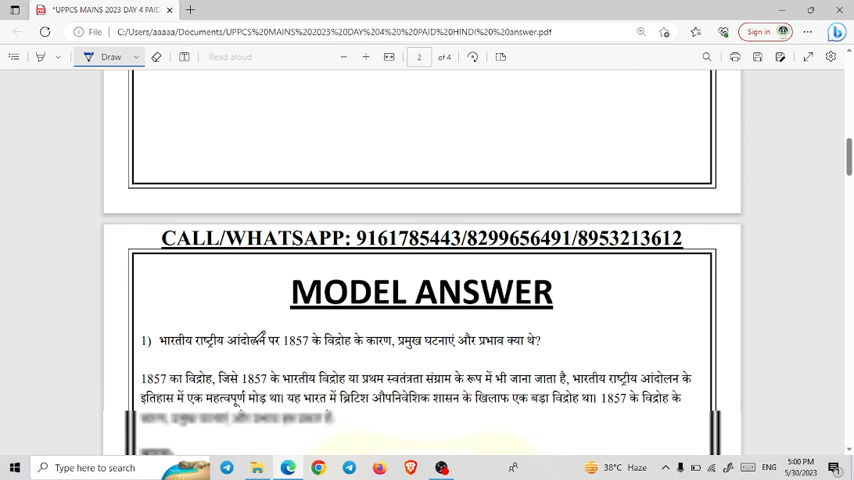 *UPPCS MAINS 2023 DAY 4 PAID
File
C:/Users/aaaaa/Documents/UPPCS%20MAINS%202023%20DAY%204%20%20PAID%20HINDI%20%20answer.pdf
Sign in
Draw
Read aloud
2
of 4
CALL/WHATSAPP: 9161785443/8299656491/8953213612
MODEL ANSWER
1) भारतीय राष्ट्रीय आंदोलन पर 1857 के विद्रोह के कारण, प्रमुख घटनाएं और प्रभाव क्या थे?
1857 का विद्रोह, जिसे 1857 के भारतीय विद्रोह या प्रथम स्वतंत्रता संग्राम के रूप में भी जाना जाता है, भारतीय राष्ट्रीय आंदोलन के
इतिहास में एक महत्वपूर्ण मोड़ था। यह भारत में ब्रिटिश औपनिवेशिक शासन के खिलाफ एक बड़ा विद्रोह था। 1857 के विद्रोह के
Type here to search
38°C Haze
ENG
5:00 PM
5/30/2023